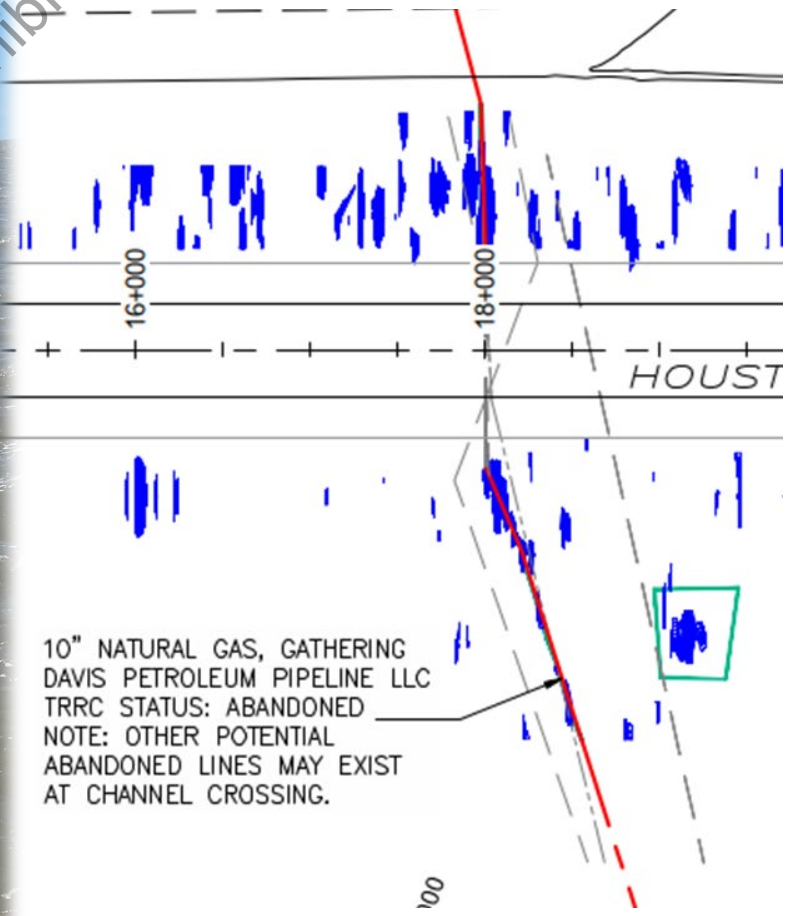 16+000
18+000
HOUST
10" NATURAL GAS, GATHERING
DAVIS PETROLEUM PIPELINE LLC
TRRC STATUS: ABANDONED
NOTE: OTHER POTENTIAL
ABANDONED LINES MAY EXIST
AT CHANNEL CROSSING.
000